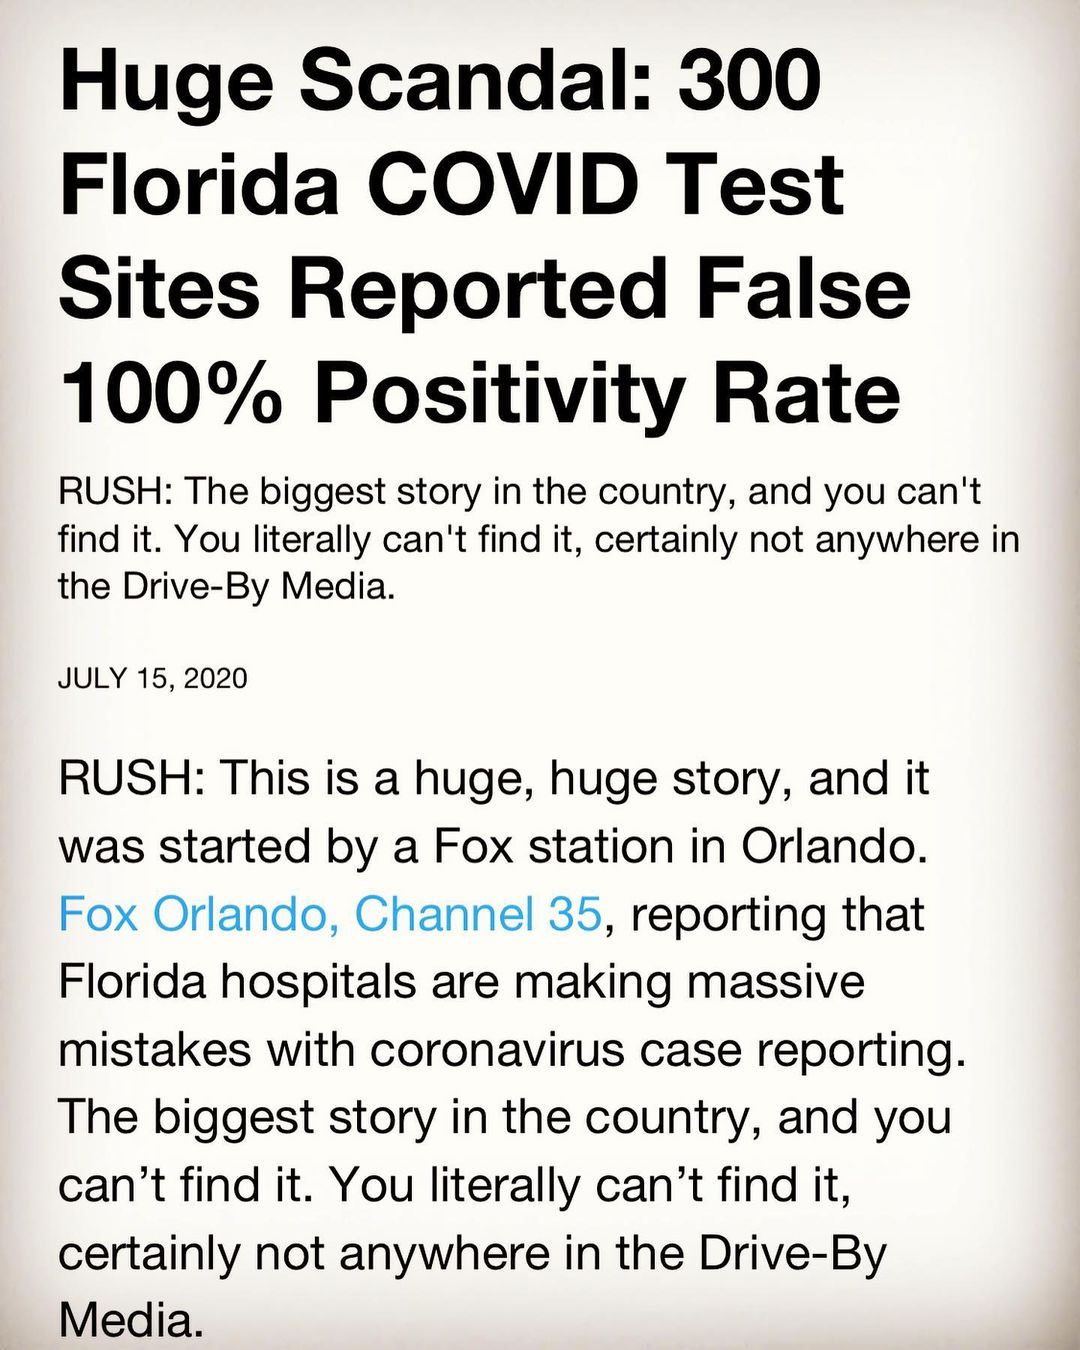 Huge Scandal: 300
Florida COVID Test
Sites Reported False
100% Positivity Rate
RUSH: The biggest story in the country, and you can't
find it. You literally can't find it, certainly not anywhere in
the Drive-By Media.
JULY 15, 2020
RUSH: This is a huge, huge story, and it
was started by a Fox station in Orlando.
Fox Orlando, Channel 35, reporting that
Florida hospitals are making massive
mistakes with coronavirus case reporting.
The biggest story in the country, and you
can’t find it. You literally can’t find it,
certainly not anywhere in the Drive-By
Media.